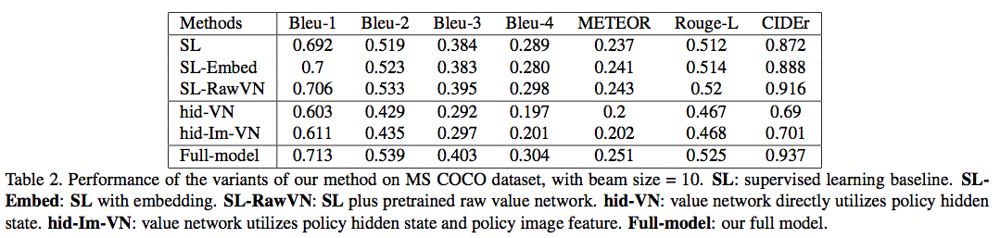 Methods Bleu-1 Bleu-2 Bleu-3 Bleu-4 METEOR Rouge-L CIDEr
SL 0.692 0.519 0.384 0.289 0.237 0.512 0.872
SL-Embed 0.7 0.523 0.383 0.280 0.241 0.514 0.888
SL-RawVN 0.706 0.533 0.395 0.298 0.243 0.52 0.916
hid-VN 0.603 0.429 0.292 0.197 0.2 0.467 0.69
hid-Im-VN 0.611 0.435 0.297 0.201 0.202 0.468 0.701
Full-model 0.713 0.539 0.403 0.304 0.251 0.525 0.937
Table 2. Performance of the variants of our method on MS COCO dataset, with beam size = 10. SL: supervised learning baseline. SL-
Embed: SL with embedding. SL-RawVN: SL plus pretrained raw value network. hid-VN: value network directly utilizes policy hidden
state. hid-Im-VN: value network utilizes policy hidden state and policy image feature. Full-model: our full model.